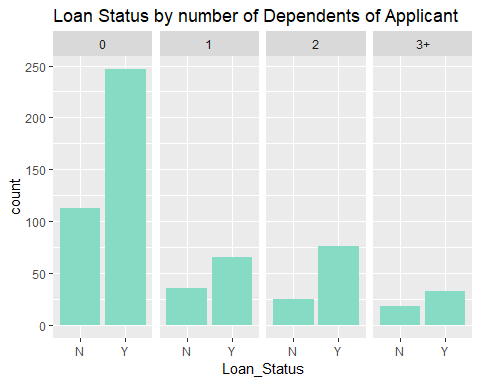 Loan Status by number of Dependents of Applicant
0 1 2 3+
250
200
150
100
50
0
count
N Y N Y N Y N Y
Loan_Status